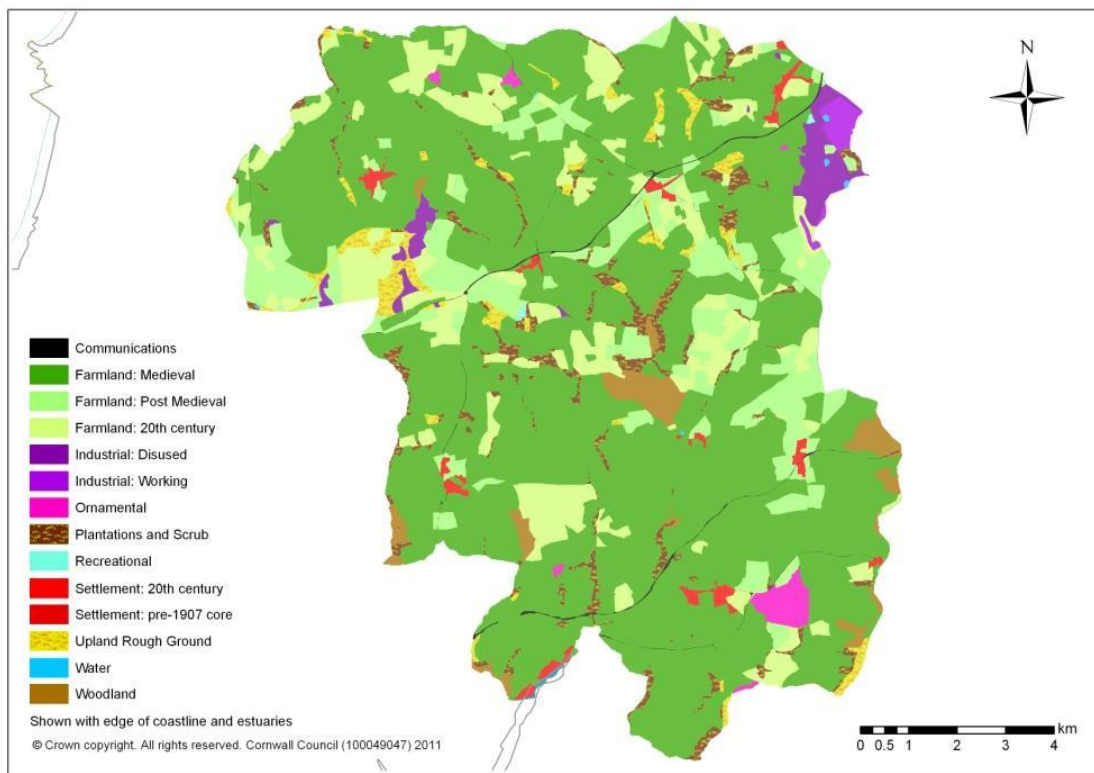 N
Communications
Farmland: Medieval
Farmland: Post Medieval
Farmland: 20th century
Industrial: Disused
Industrial: Working
Ornamental
Plantations and Scrub
Recreational
Settlement: 20th century
Settlement: pre-1907 core
Upland Rough Ground
Water
Woodland
Shown with edge of coastline and estuaries
© Crown copyright. All rights reserved. Cornwall Council (100049047) 2011
km
0 0.5 1 2 3 4